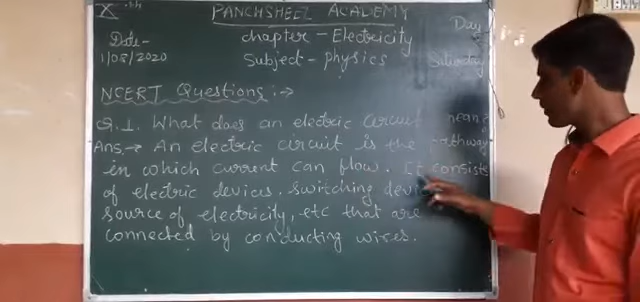 X th
PANCHSHEEL ACADEMY
Date- Day
1/08/2020 Chapter - Electricity
Subject - physics Saturday
NCERT Questions :→
Q.1. What does an electric circuit mean?
Ans.→ An electric circuit is the pathway
in which current can flow. It consists
of electric devices, switching devi
source of electricity, etc that are
connected by conducting wires.